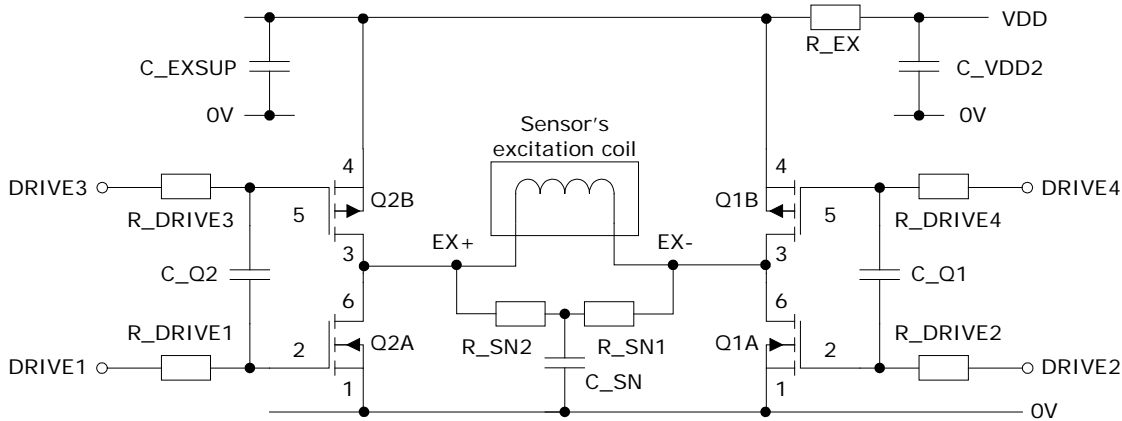 VDD
R_EX
C_EXSUP
C_VDD2
0V
0V
Sensor's
excitation coil
4
4
DRIVE3
Q2B
Q1B
DRIVE4
R_DRIVE3
5
5
R_DRIVE4
EX+
EX-
3
3
C_Q2
C_Q1
6
6
R_DRIVE1
R_DRIVE2
Q2A
R_SN2
R_SN1
Q1A
2
2
DRIVE1
DRIVE2
C_SN
1
1
0V